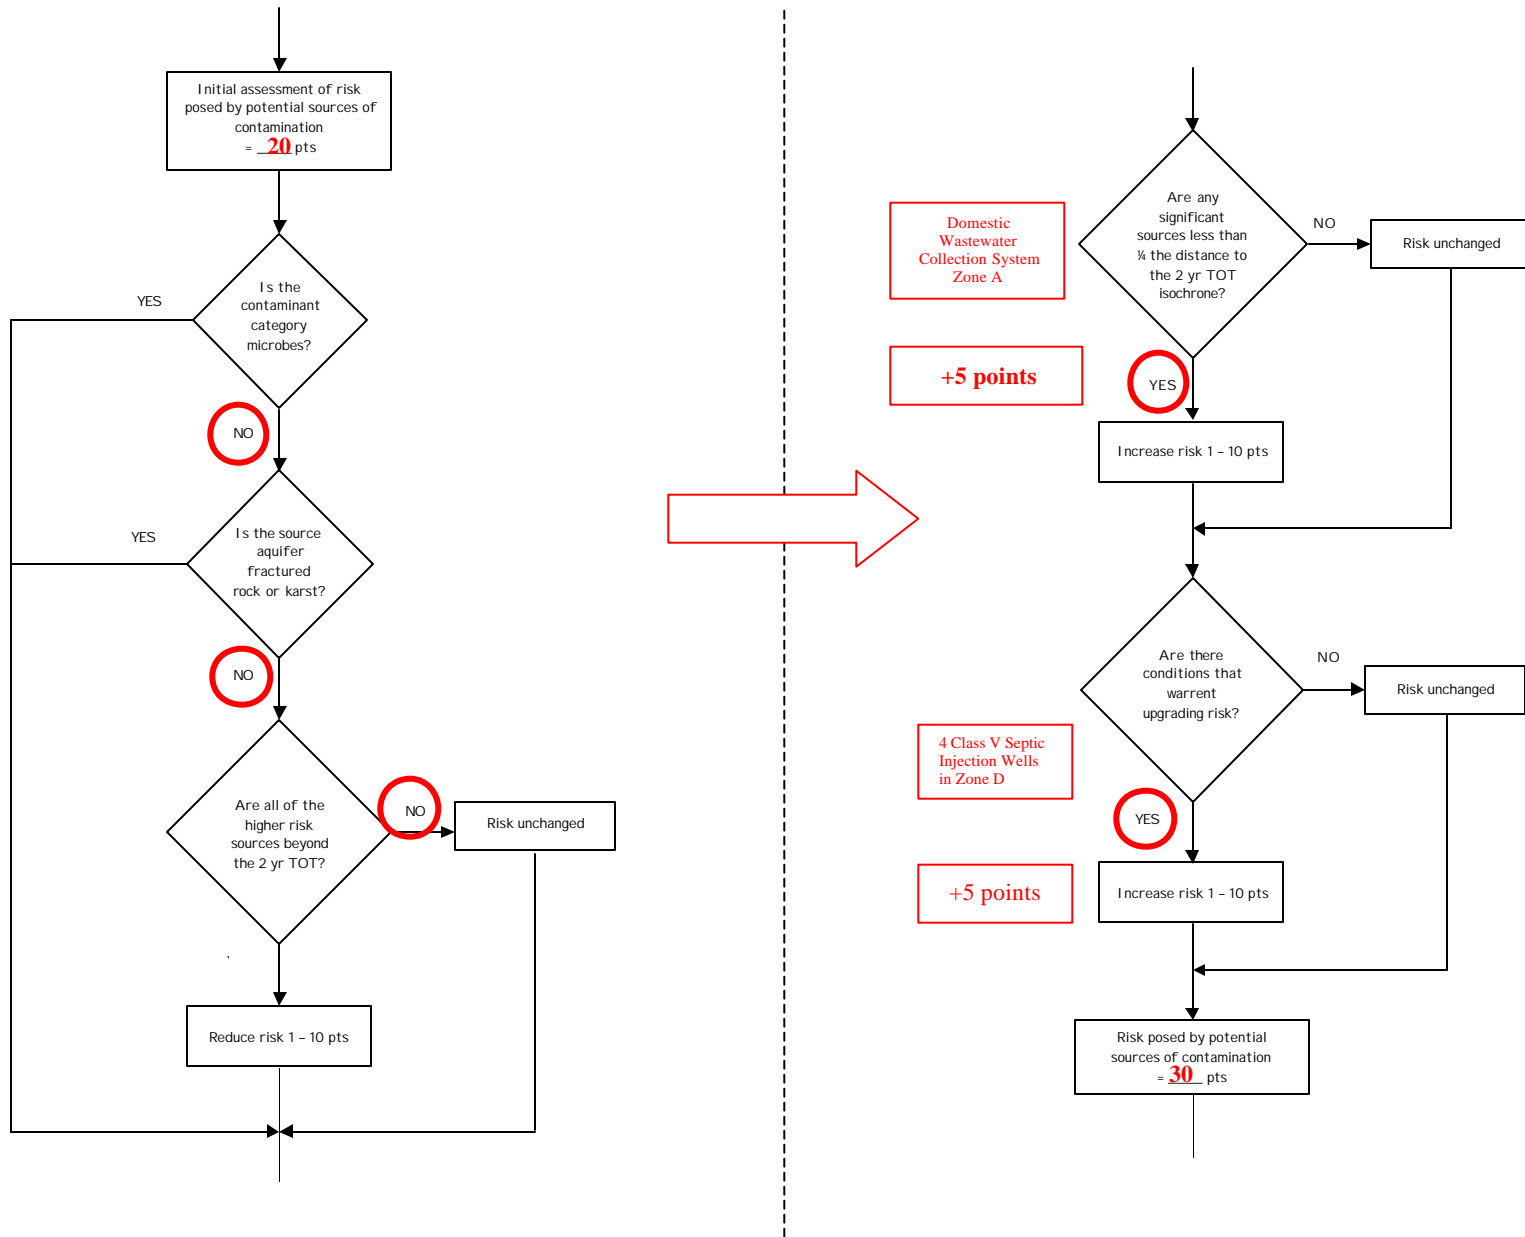 Initial assessment of risk
posed by potential sources of
contamination
= 20 pts
Is the
contaminant
category
microbes?
YES
NO
Is the source
aquifer
fractured
rock or karst?
YES
NO
Are all of the
higher risk
sources beyond
the 2 yr TOT?
NO
Risk unchanged
,
Reduce risk 1 – 10 pts
Are any
significant
sources less than
¼ the distance to
the 2 yr TOT
isochrone?
NO
Risk unchanged
Domestic
Wastewater
Collection System
Zone A
+5 points
YES
Increase risk 1 – 10 pts
Are there
conditions that
warrent
upgrading risk?
NO
Risk unchanged
4 Class V Septic
Injection Wells
in Zone D
YES
+5 points
Increase risk 1 – 10 pts
Risk posed by potential
sources of contamination
= 30 pts